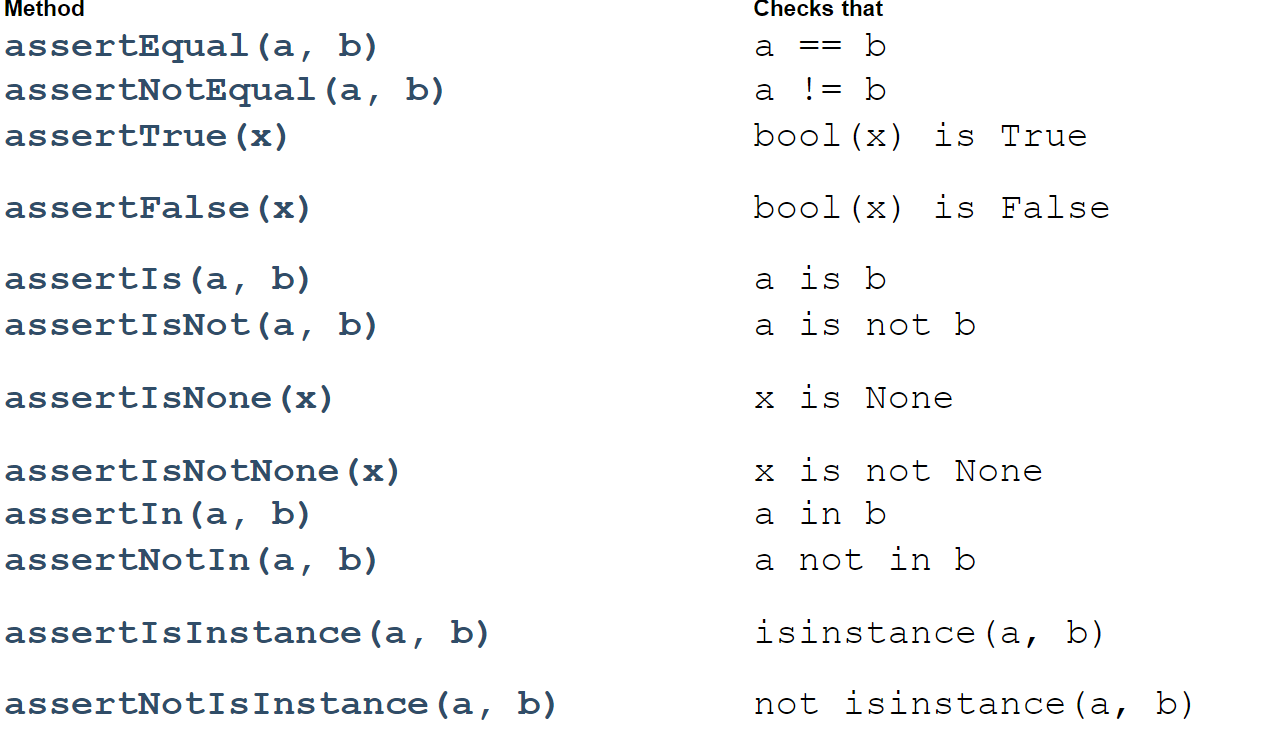 Method Checks that
assertEqual(a, b) a == b
assertNotEqual(a, b) a != b
assertTrue(x) bool(x) is True
assertFalse(x) bool(x) is False
assertIs(a, b) a is b
assertIsNot(a, b) a is not b
assertIsNone(x) x is None
assertIsNotNone(x) x is not None
assertIn(a, b) a in b
assertNotIn(a, b) a not in b
assertIsInstance(a, b) isinstance(a, b)
assertNotIsInstance(a, b) not isinstance(a, b)